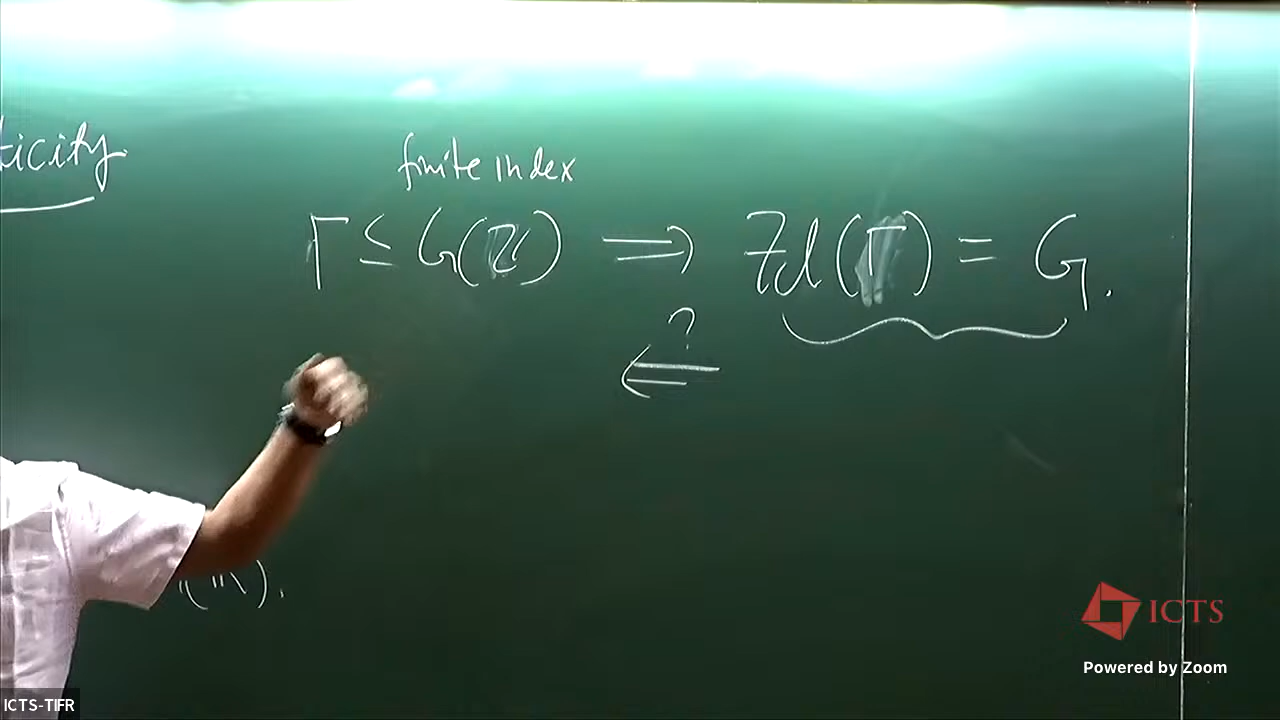 ticity
finite index
Γ ≤ G(ℤ) ⟹ Zcl(Γ) = G.
?
⟸
ICTS
Powered by Zoom
ICTS-TIFR